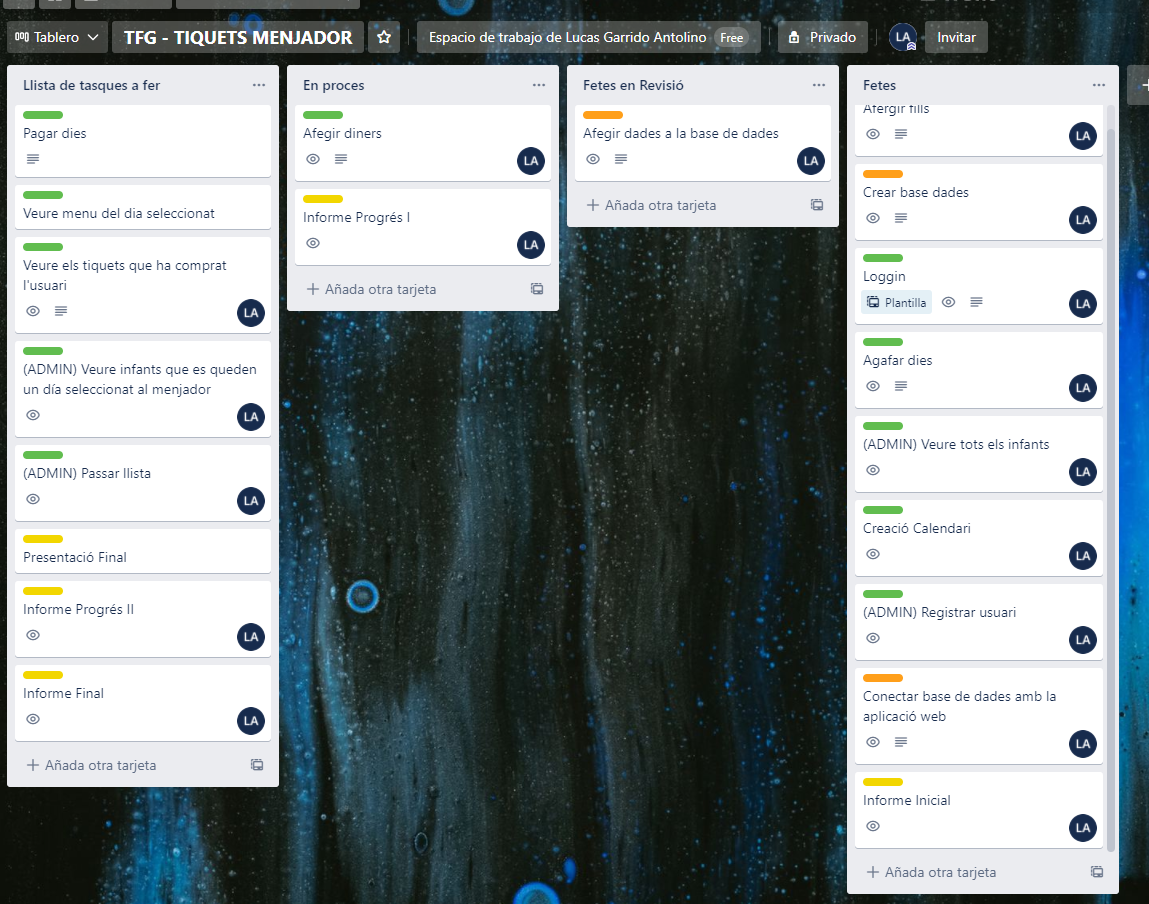 Tablero
TFG - TIQUETS MENJADOR
Espacio de trabajo de Lucas Garrido Antolino Free
Privado
LA
Invitar
Llista de tasques a fer
Pagar dies
Veure menu del dia seleccionat
Veure els tiquets que ha comprat
l'usuari
LA
(ADMIN) Veure infants que es queden
un día seleccionat al menjador
LA
(ADMIN) Passar llista
LA
Presentació Final
Informe Progrés II
LA
Informe Final
LA
+ Añada otra tarjeta
En proces
Afegir diners
LA
Informe Progrés I
LA
+ Añada otra tarjeta
Fetes en Revisió
Afegir dades a la base de dades
LA
+ Añada otra tarjeta
Fetes
Afergir fills
LA
Crear base dades
LA
Loggin
Plantilla
LA
Agafar dies
LA
(ADMIN) Veure tots els infants
LA
Creació Calendari
LA
(ADMIN) Registrar usuari
LA
Conectar base de dades amb la
aplicació web
LA
Informe Inicial
LA
+ Añada otra tarjeta